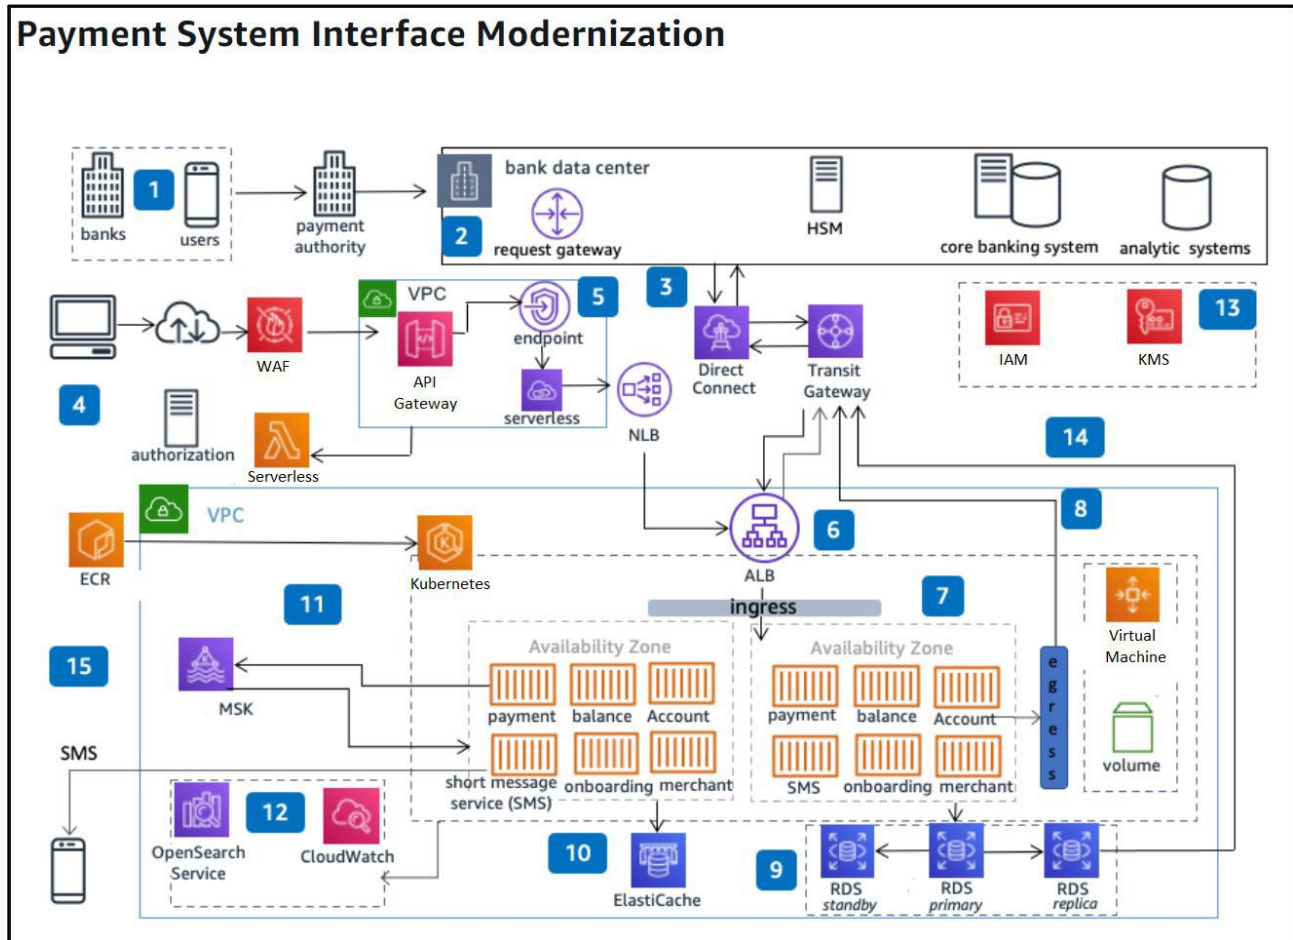 Payment System Interface Modernization
1
banks
users
payment
authority
bank data center
2
request gateway
HSM
core banking system
analytic systems
3
VPC
5
endpoint
API
Gateway
serverless
WAF
4
authorization
Serverless
NLB
Direct
Connect
Transit
Gateway
IAM
KMS
13
14
VPC
8
6
ALB
ECR
Kubernetes
11
ingress
7
Availability Zone
payment
balance
Account
short message
service (SMS)
onboarding
merchant
Availability Zone
payment
balance
Account
SMS
onboarding
merchant
egress
Virtual
Machine
volume
15
MSK
SMS
12
OpenSearch
Service
CloudWatch
10
ElastiCache
9
RDS
standby
RDS
primary
RDS
replica